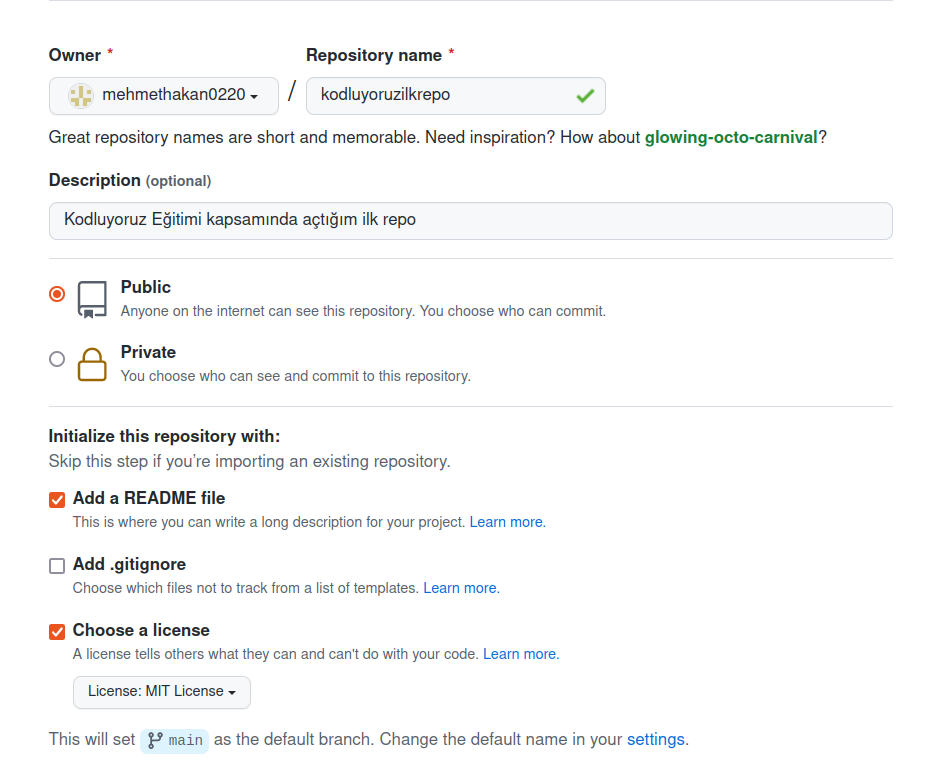 Owner *
Repository name *
mehmethakan0220 / kodluyoruzilkrepo
Great repository names are short and memorable. Need inspiration? How about glowing-octo-carnival?
Description (optional)
Kodluyoruz Eğitimi kapsamında açtığım ilk repo
Public
Anyone on the internet can see this repository. You choose who can commit.
Private
You choose who can see and commit to this repository.
Initialize this repository with:
Skip this step if you’re importing an existing repository.
Add a README file
This is where you can write a long description for your project. Learn more.
Add .gitignore
Choose which files not to track from a list of templates. Learn more.
Choose a license
A license tells others what they can and can't do with your code. Learn more.
License: MIT License
This will set main as the default branch. Change the default name in your settings.